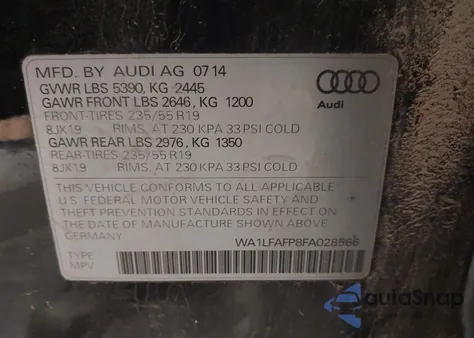 MFD. BY AUDI AG 07 14
GVWR LBS 5390, KG 2445
GAWR FRONT LBS 2646, KG 1200
FRONT-TIRES 235/55 R19
8JX19 RIMS, AT 230 KPA 33 PSI COLD
GAWR REAR LBS 2976, KG 1350
REAR-TIRES 235/55 R19
8JX19 RIMS, AT 230 KPA 33 PSI COLD
THIS VEHICLE CONFORMS TO ALL APPLICABLE
U.S. FEDERAL MOTOR VEHICLE SAFETY AND
THEFT PREVENTION STANDARDS IN EFFECT ON
THE DATE OF MANUFACTURE SHOWN ABOVE
GERMANY
WA1LFAFP8FA028566
TYPE
MPV
Audi
autoSnap